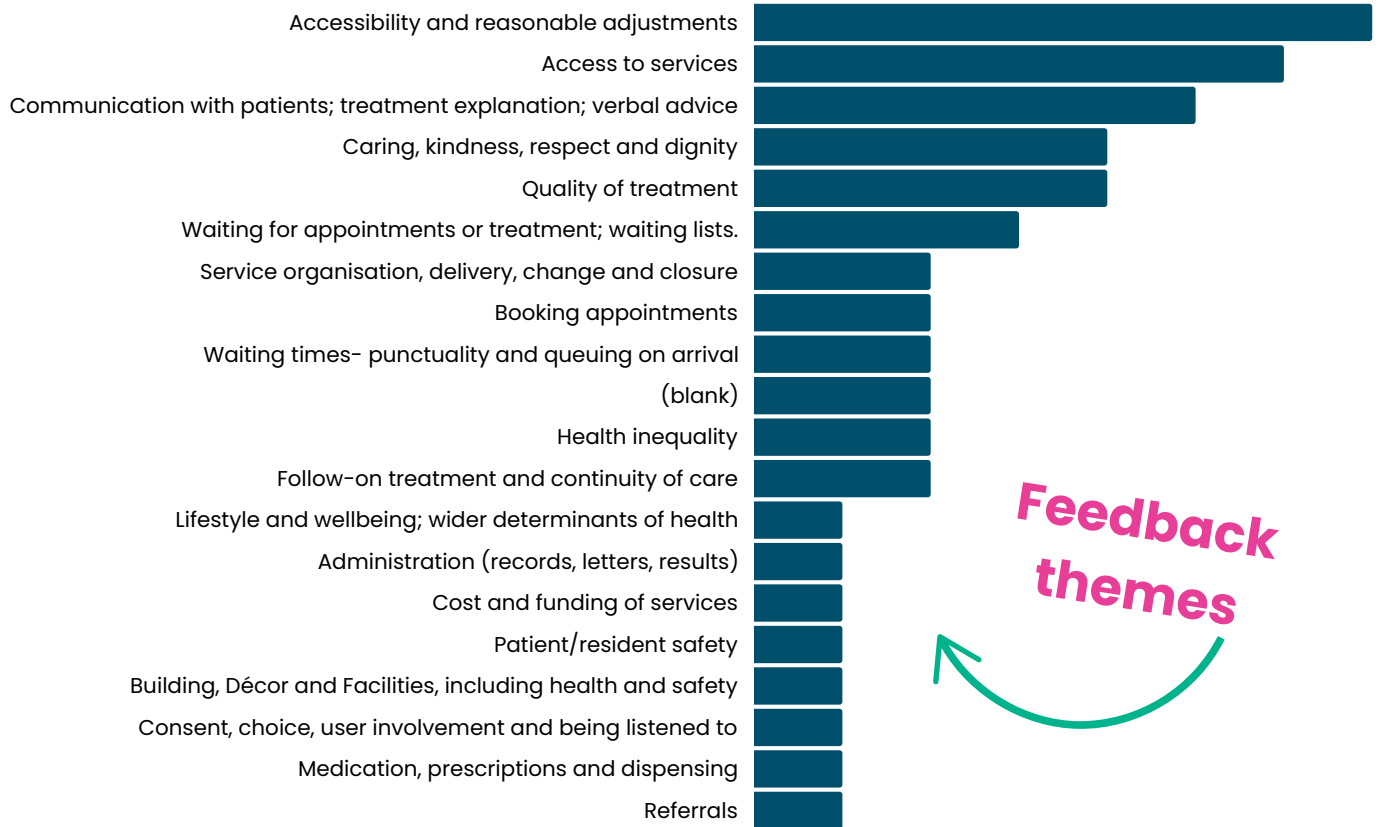 Accessibility and reasonable adjustments
Access to services
Communication with patients; treatment explanation; verbal advice
Caring, kindness, respect and dignity
Quality of treatment
Waiting for appointments or treatment; waiting lists.
Service organisation, delivery, change and closure
Booking appointments
Waiting times- punctuality and queuing on arrival
(blank)
Health inequality
Follow-on treatment and continuity of care
Lifestyle and wellbeing; wider determinants of health
Administration (records, letters, results)
Cost and funding of services
Patient/resident safety
Building, Décor and Facilities, including health and safety
Consent, choice, user involvement and being listened to
Medication, prescriptions and dispensing
Referrals
Feedback
themes